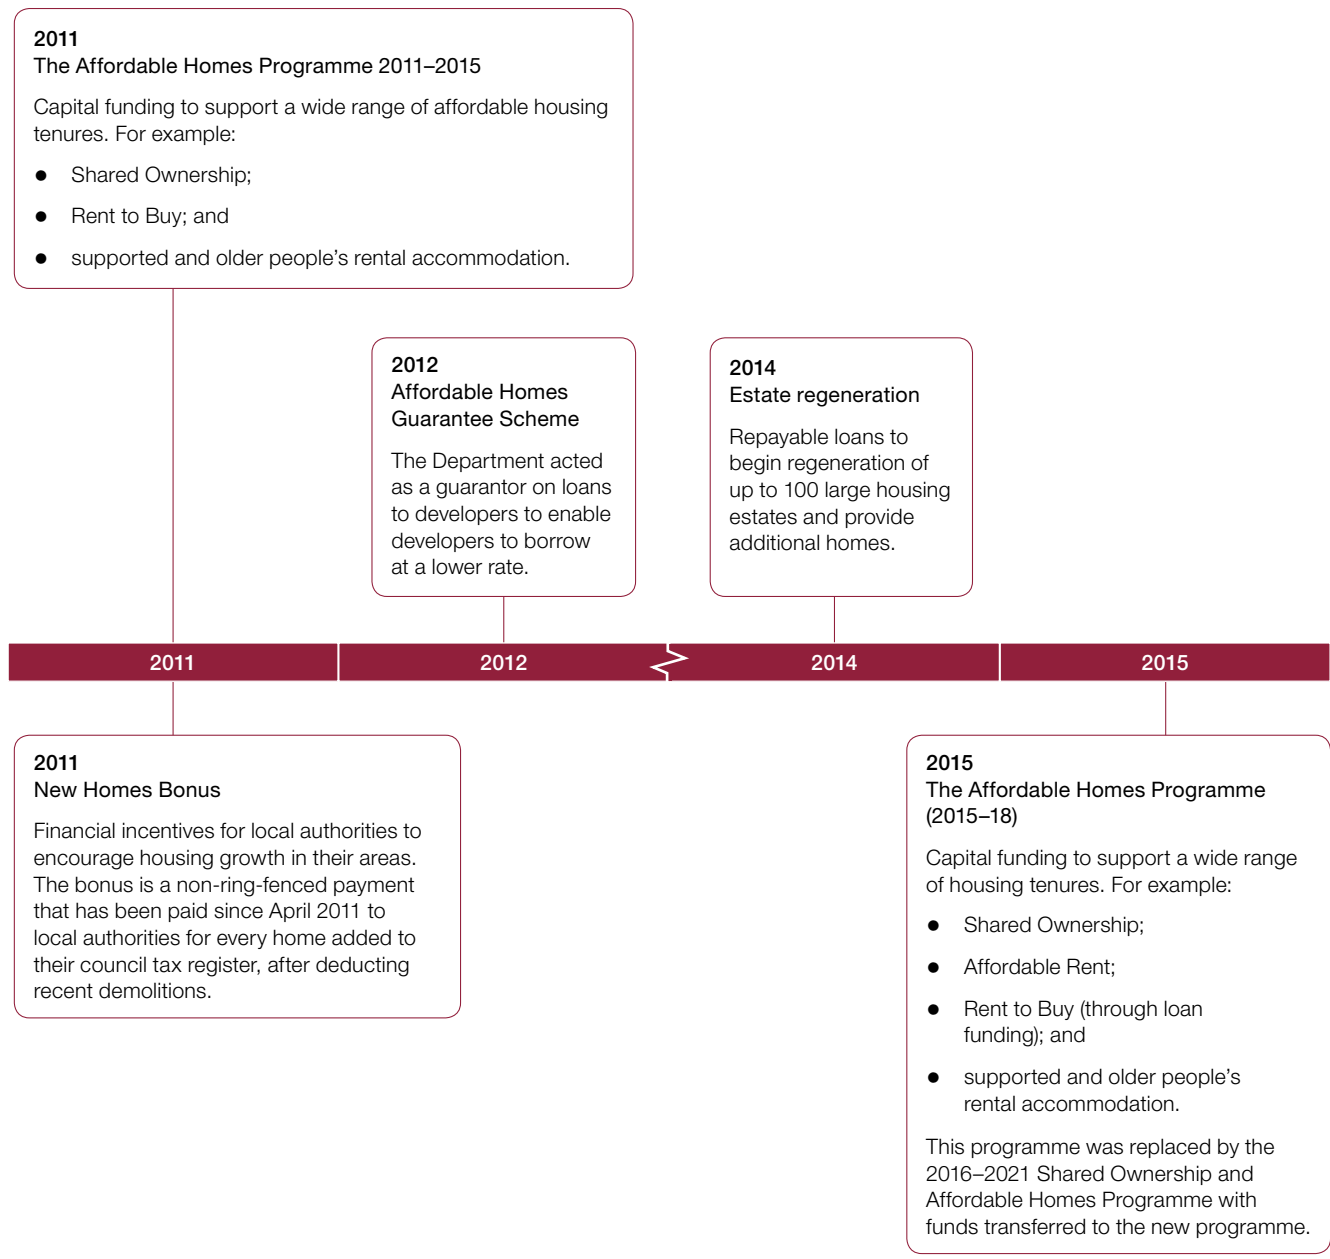 2011
The Affordable Homes Programme 2011–2015
Capital funding to support a wide range of affordable housing
tenures. For example:
● Shared Ownership;
● Rent to Buy; and
● supported and older people’s rental accommodation.
2012
Affordable Homes
Guarantee Scheme
The Department acted
as a guarantor on loans
to developers to enable
developers to borrow
at a lower rate.
2014
Estate regeneration
Repayable loans to
begin regeneration of
up to 100 large housing
estates and provide
additional homes.
2011
2012
2014
2015
2011
New Homes Bonus
Financial incentives for local authorities to
encourage housing growth in their areas.
The bonus is a non-ring-fenced payment
that has been paid since April 2011 to
local authorities for every home added to
their council tax register, after deducting
recent demolitions.
2015
The Affordable Homes Programme
(2015–18)
Capital funding to support a wide range
of housing tenures. For example:
● Shared Ownership;
● Affordable Rent;
● Rent to Buy (through loan
funding); and
● supported and older people’s
rental accommodation.
This programme was replaced by the
2016–2021 Shared Ownership and
Affordable Homes Programme with
funds transferred to the new programme.